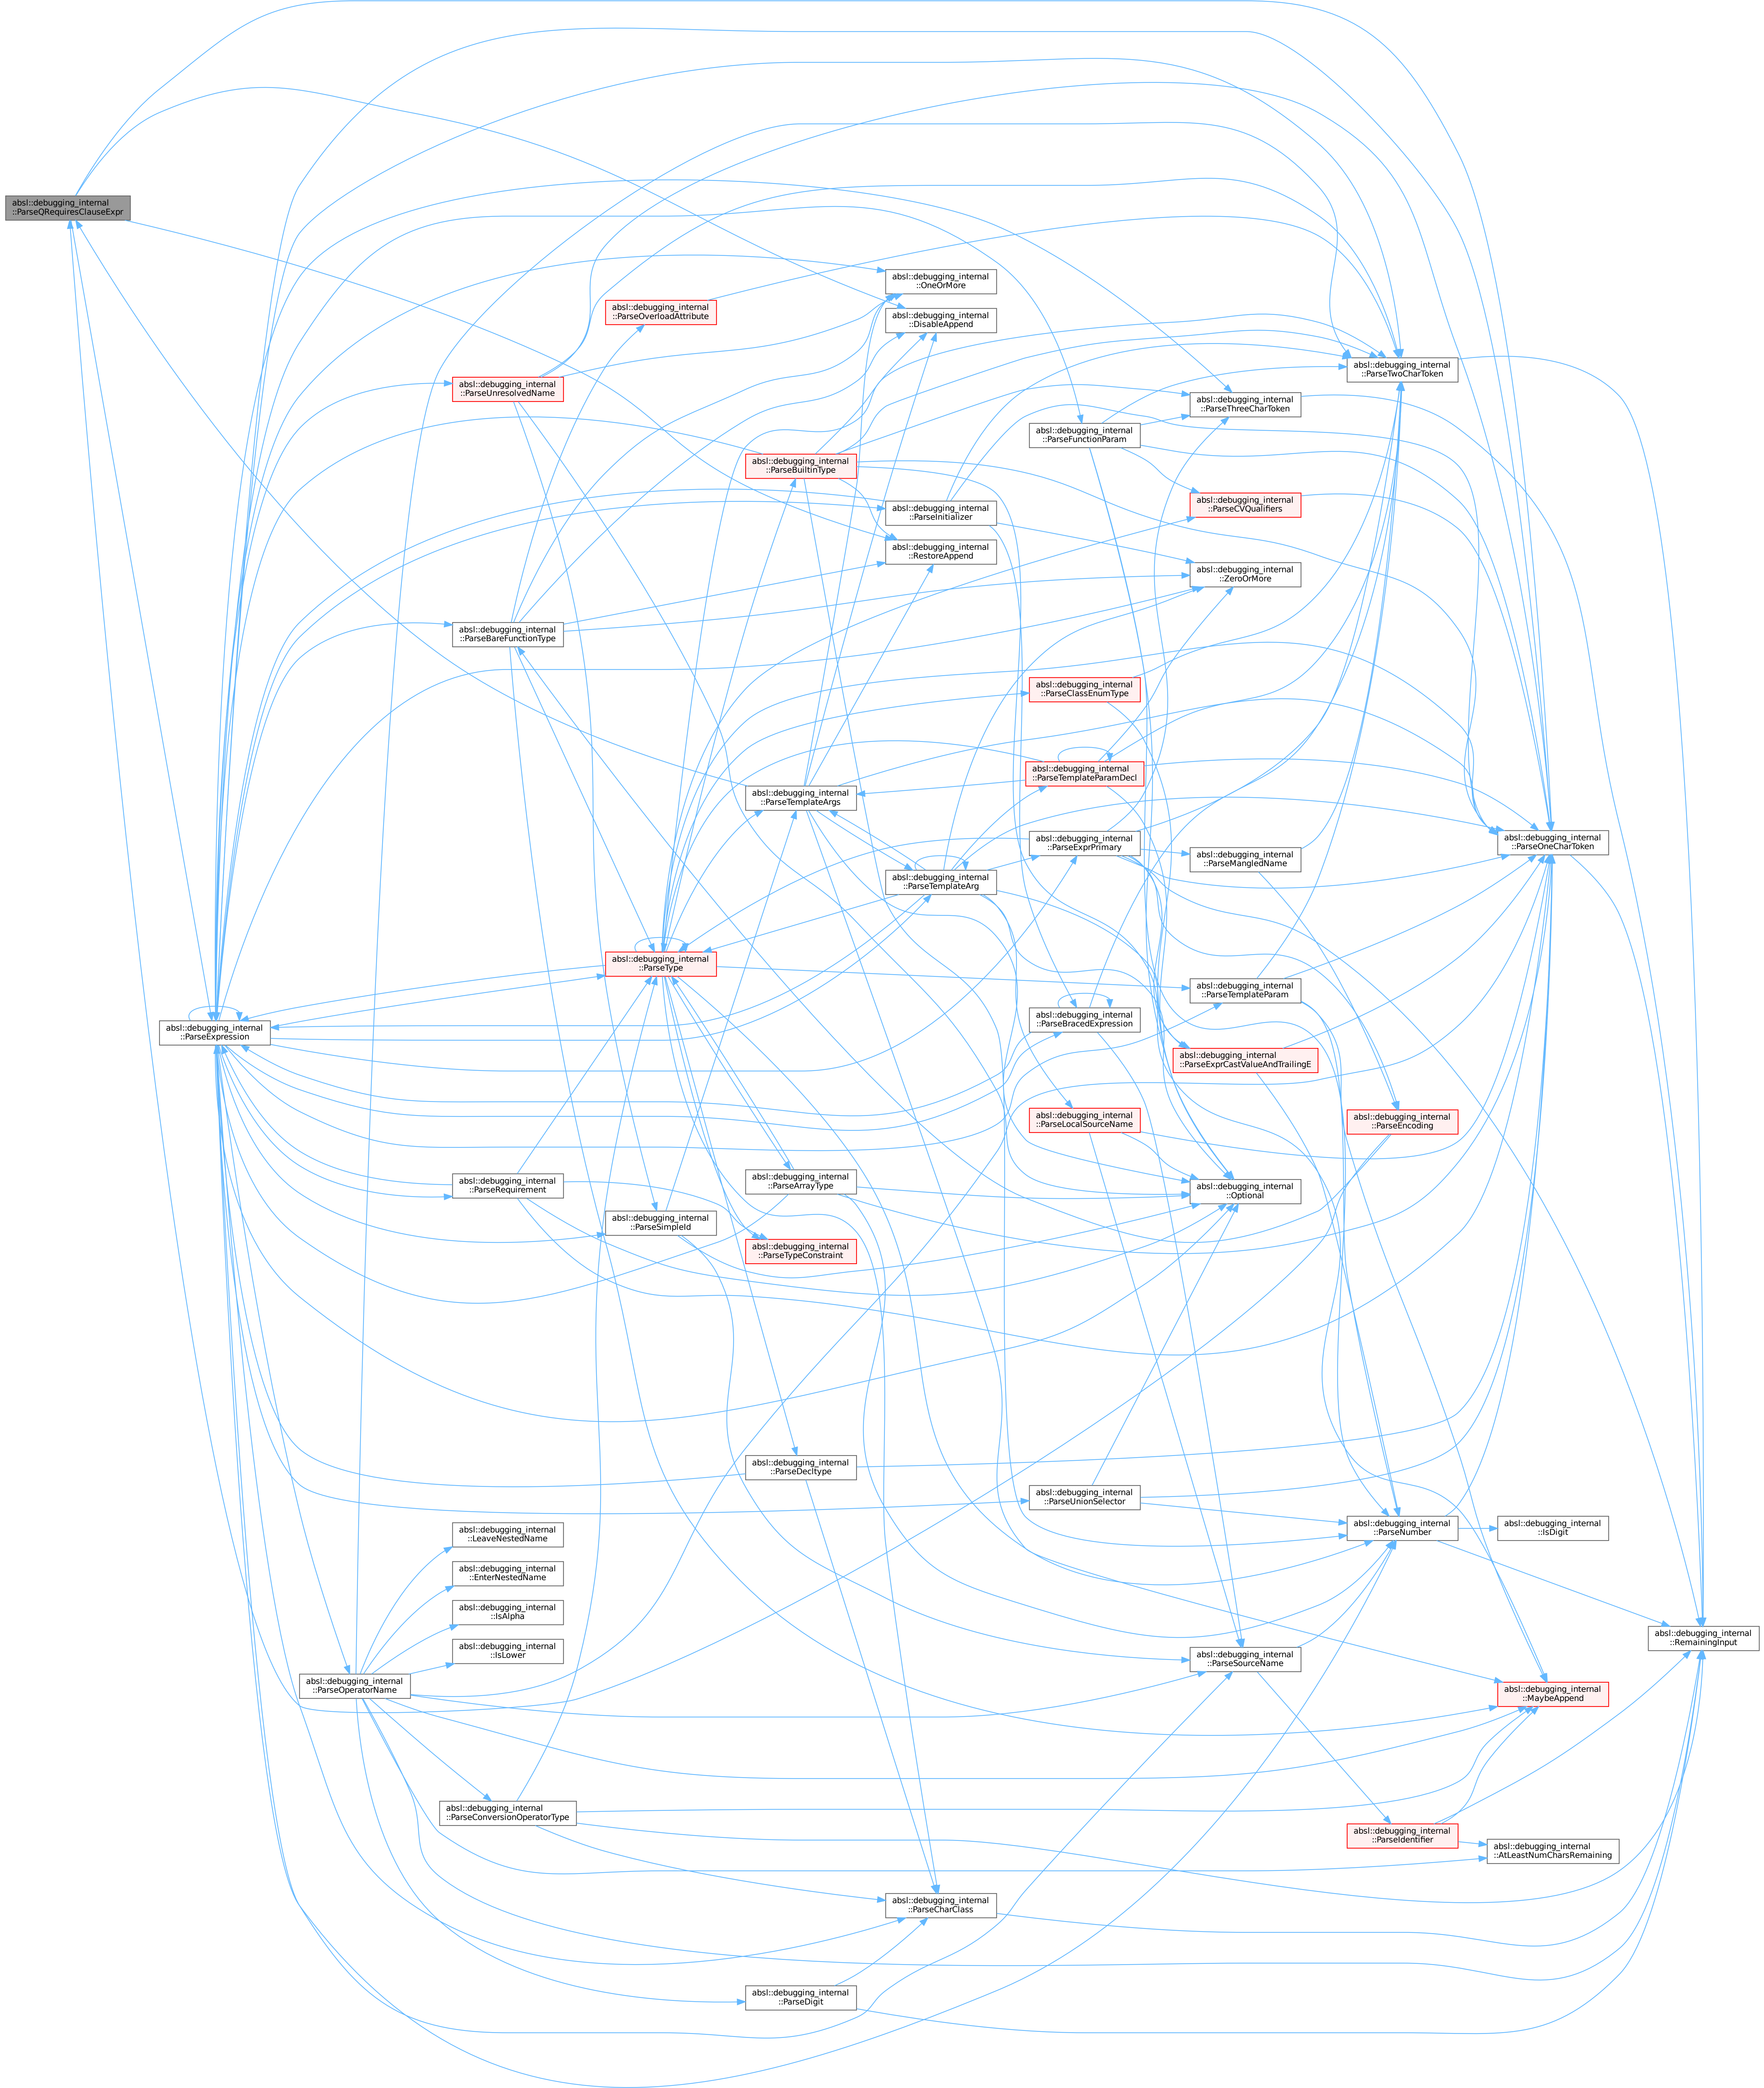 absl::debugging_internal
::ParseQRequiresClauseExpr
absl::debugging_internal
::OneOrMore
absl::debugging_internal
::ParseOverloadAttribute
absl::debugging_internal
::DisableAppend
absl::debugging_internal
::ParseTwoCharToken
absl::debugging_internal
::ParseUnresolvedName
absl::debugging_internal
::ParseThreeCharToken
absl::debugging_internal
::ParseFunctionParam
absl::debugging_internal
::ParseBuiltinType
absl::debugging_internal
::ParseCVQualifiers
absl::debugging_internal
::ParseInitializer
absl::debugging_internal
::RestoreAppend
absl::debugging_internal
::ZeroOrMore
absl::debugging_internal
::ParseBareFunctionType
absl::debugging_internal
::ParseClassEnumType
absl::debugging_internal
::ParseTemplateParamDecl
absl::debugging_internal
::ParseTemplateArgs
absl::debugging_internal
::ParseExprPrimary
absl::debugging_internal
::ParseOneCharToken
absl::debugging_internal
::ParseMangledName
absl::debugging_internal
::ParseTemplateArg
absl::debugging_internal
::ParseType
absl::debugging_internal
::ParseTemplateParam
absl::debugging_internal
::ParseBracedExpression
absl::debugging_internal
::ParseExpression
absl::debugging_internal
::ParseExprCastValueAndTrailingE
absl::debugging_internal
::ParseLocalSourceName
absl::debugging_internal
::ParseEncoding
absl::debugging_internal
::ParseRequirement
absl::debugging_internal
::ParseArrayType
absl::debugging_internal
::Optional
absl::debugging_internal
::ParseSimpleId
absl::debugging_internal
::ParseTypeConstraint
absl::debugging_internal
::ParseDecltype
absl::debugging_internal
::ParseUnionSelector
absl::debugging_internal
::ParseNumber
absl::debugging_internal
::IsDigit
absl::debugging_internal
::LeaveNestedName
absl::debugging_internal
::EnterNestedName
absl::debugging_internal
::IsAlpha
absl::debugging_internal
::IsLower
absl::debugging_internal
::RemainingInput
absl::debugging_internal
::ParseSourceName
absl::debugging_internal
::ParseOperatorName
absl::debugging_internal
::MaybeAppend
absl::debugging_internal
::ParseConversionOperatorType
absl::debugging_internal
::ParseIdentifier
absl::debugging_internal
::AtLeastNumCharsRemaining
absl::debugging_internal
::ParseCharClass
absl::debugging_internal
::ParseDigit